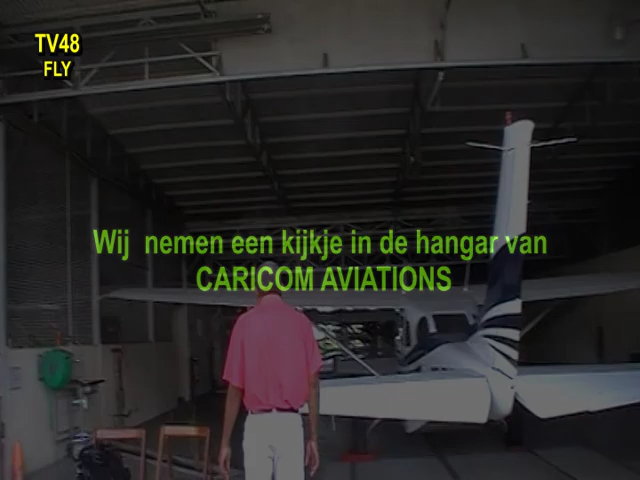 TV48
FLY
Wij nemen een kijkje in de hangar van
CARICOM AVIATIONS